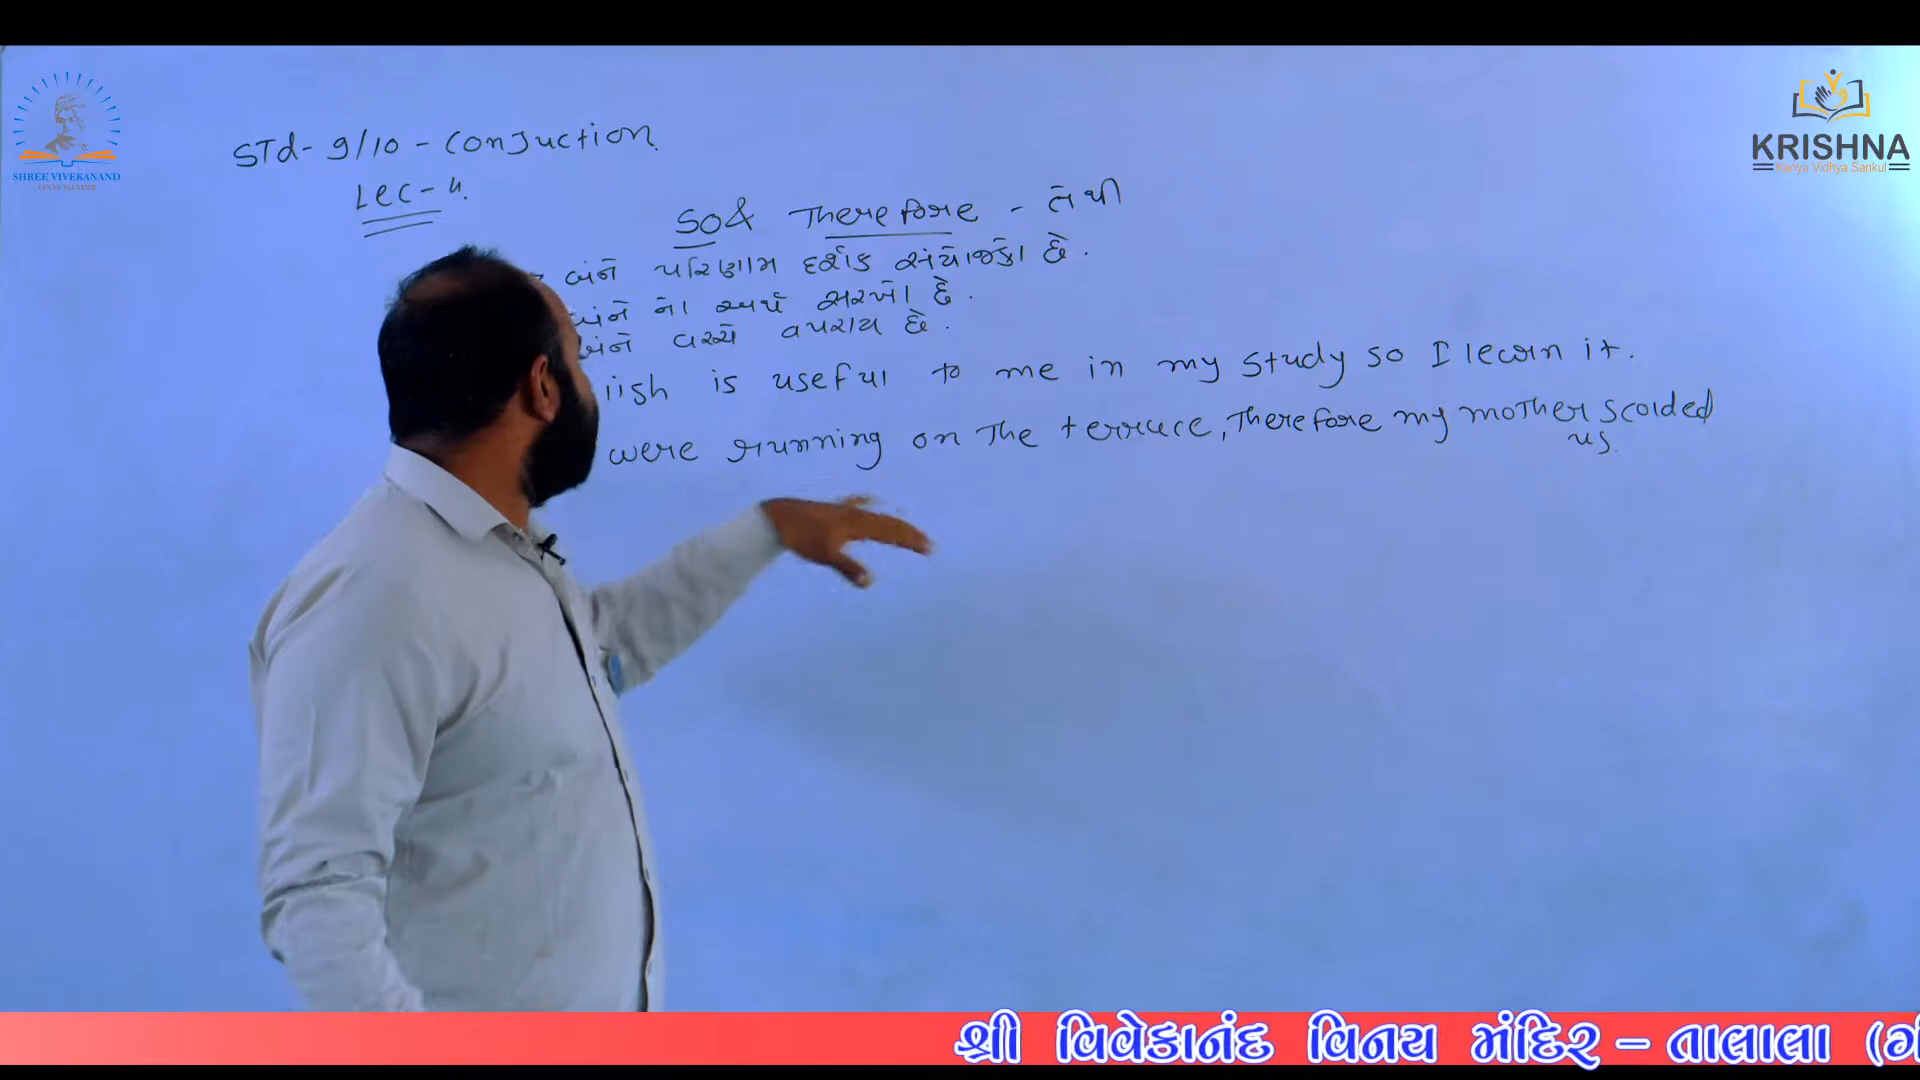 STd- 9/10 - Conjuction.
Lec-4.
So& Therefore - તેથી
બંને પરિણામ દર્શક સંયોજકો છે.
બંને નો અર્થ સરખો છે.
બંને વચ્ચે વપરાય છે.
lish is useful to me in my study so I learn it.
were running on the terrace, Therefore my mother scolded
us.
SHREE VIVEKANAND
KRISHNA
Kanya Vidhya Sankul
શ્રી વિવેકાનંદ વિનય મંદિર – તાલાલા (ગી